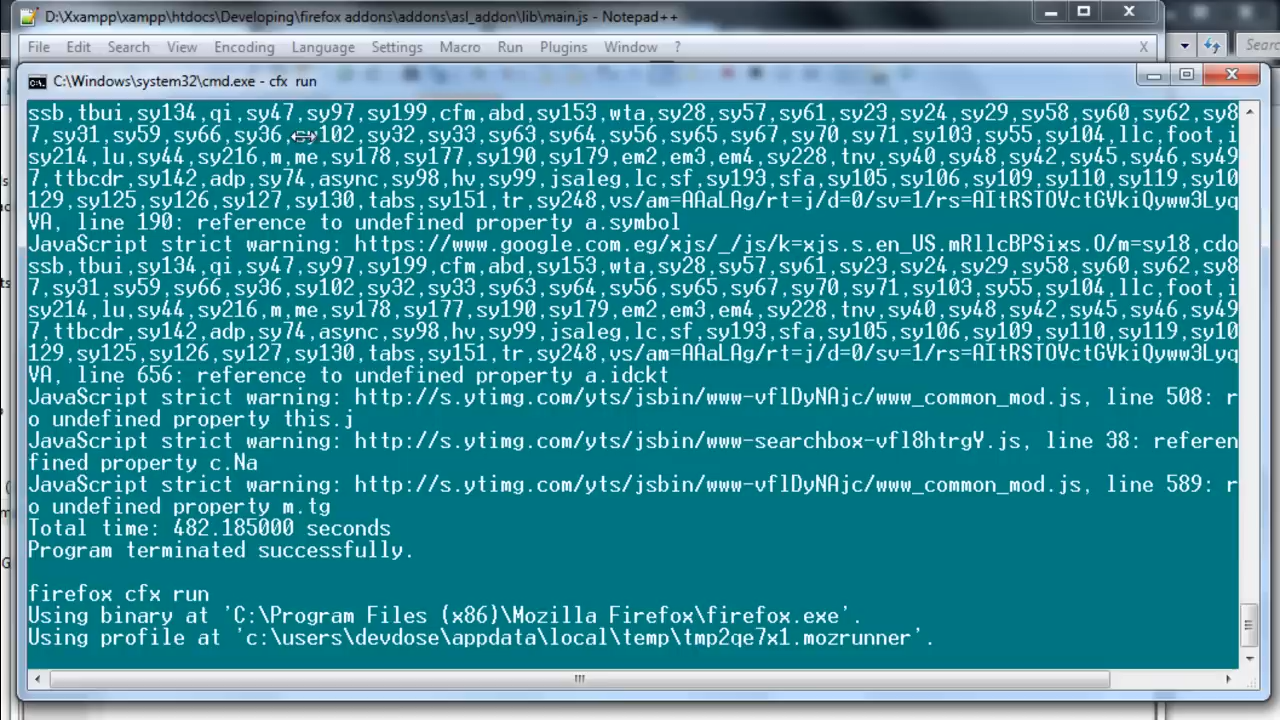 D:\Xxampp\xampp\htdocs\Developing\firefox addons\addons\asl_addon\lib\main.js - Notepad++
File Edit Search View Encoding Language Settings Macro Run Plugins Window ? X
Searc
C:\Windows\system32\cmd.exe - cfx run
ssb,tbui,sy134,qi,sy47,sy97,sy199,cfm,abd,sy153,wta,sy28,sy57,sy61,sy23,sy24,sy29,sy58,sy60,sy62,sy8
7,sy31,sy59,sy66,sy36,sy102,sy32,sy33,sy63,sy64,sy56,sy65,sy67,sy70,sy71,sy103,sy55,sy104,llc,foot,i
sy214,lu,sy44,sy216,m,me,sy178,sy177,sy190,sy179,em2,em3,em4,sy228,tnv,sy40,sy48,sy42,sy45,sy46,sy49
7,ttbcdr,sy142,adp,sy74,async,sy98,hv,sy99,jsaleg,lc,sf,sy193,sfa,sy105,sy106,sy109,sy110,sy119,sy10
129,sy125,sy126,sy127,sy130,tabs,sy151,tr,sy248,vs/am=AAaLAg/rt=j/d=0/sv=1/rs=AItRSTOVctGVkiQyww3Lyq
VA, line 190: reference to undefined property a.symbol
JavaScript strict warning: https://www.google.com.eg/xjs/_/js/k=xjs.s.en_US.mRllcBPSixs.O/m=sy18,cdo
ssb,tbui,sy134,qi,sy47,sy97,sy199,cfm,abd,sy153,wta,sy28,sy57,sy61,sy23,sy24,sy29,sy58,sy60,sy62,sy8
7,sy31,sy59,sy66,sy36,sy102,sy32,sy33,sy63,sy64,sy56,sy65,sy67,sy70,sy71,sy103,sy55,sy104,llc,foot,i
sy214,lu,sy44,sy216,m,me,sy178,sy177,sy190,sy179,em2,em3,em4,sy228,tnv,sy40,sy48,sy42,sy45,sy46,sy49
7,ttbcdr,sy142,adp,sy74,async,sy98,hv,sy99,jsaleg,lc,sf,sy193,sfa,sy105,sy106,sy109,sy110,sy119,sy10
129,sy125,sy126,sy127,sy130,tabs,sy151,tr,sy248,vs/am=AAaLAg/rt=j/d=0/sv=1/rs=AItRSTOVctGVkiQyww3Lyq
VA, line 656: reference to undefined property a.idckt
JavaScript strict warning: http://s.ytimg.com/yts/jsbin/www-vflDyNAjc/www_common_mod.js, line 508: r
o undefined property this.j
JavaScript strict warning: http://s.ytimg.com/yts/jsbin/www-searchbox-vfl8htrgY.js, line 38: referen
fined property c.Na
JavaScript strict warning: http://s.ytimg.com/yts/jsbin/www-vflDyNAjc/www_common_mod.js, line 589: r
o undefined property m.tg
Total time: 482.185000 seconds
Program terminated successfully.
firefox cfx run
Using binary at 'C:\Program Files (x86)\Mozilla Firefox\firefox.exe'.
Using profile at 'c:\users\devdose\appdata\local\temp\tmp2qe7x1.mozrunner'.